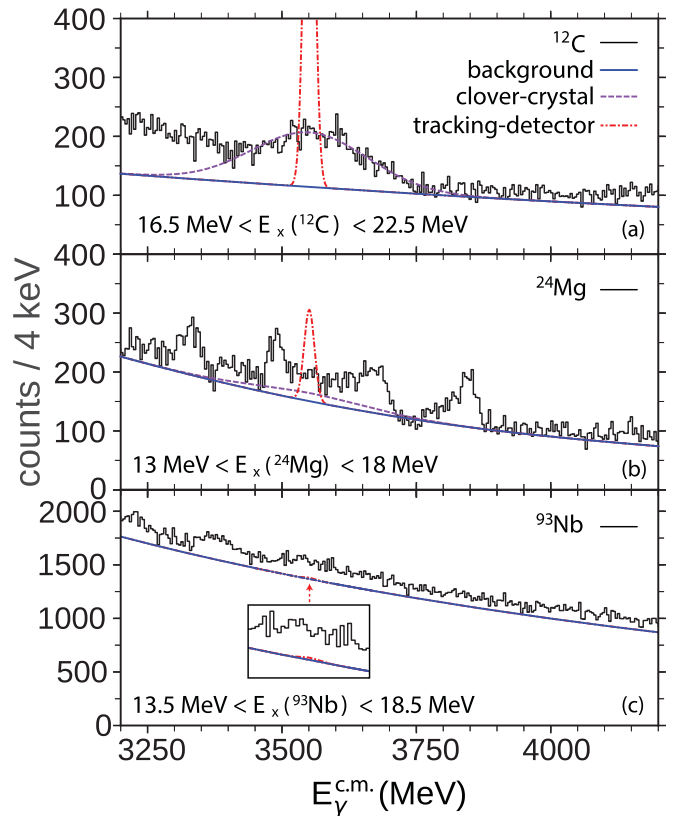 400
300
200
100
¹²C
background
clover-crystal
tracking-detector
16.5 MeV < E x (¹²C) < 22.5 MeV
(a)
400
300
200
100
0
²⁴Mg
13 MeV < E x (²⁴Mg) < 18 MeV
(b)
2000
1500
1000
500
0
⁹³Nb
13.5 MeV < E x (⁹³Nb) < 18.5 MeV
(c)
counts / 4 keV
3250 3500 3750 4000
E γ c.m. (MeV)